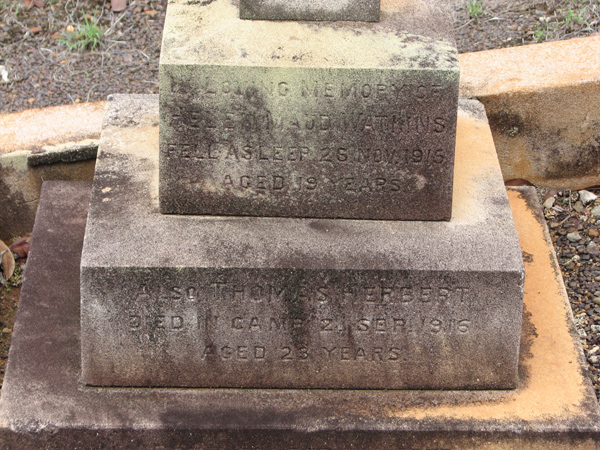 IN LOVING MEMORY OF
MAUD WATKINS
FELL ASLEEP 26 NOV. 1915
AGED 19 YEARS
ALSO THOMAS HERBERT
DIED IN CAMP 21 SEP. 1916
AGED 23 YEARS